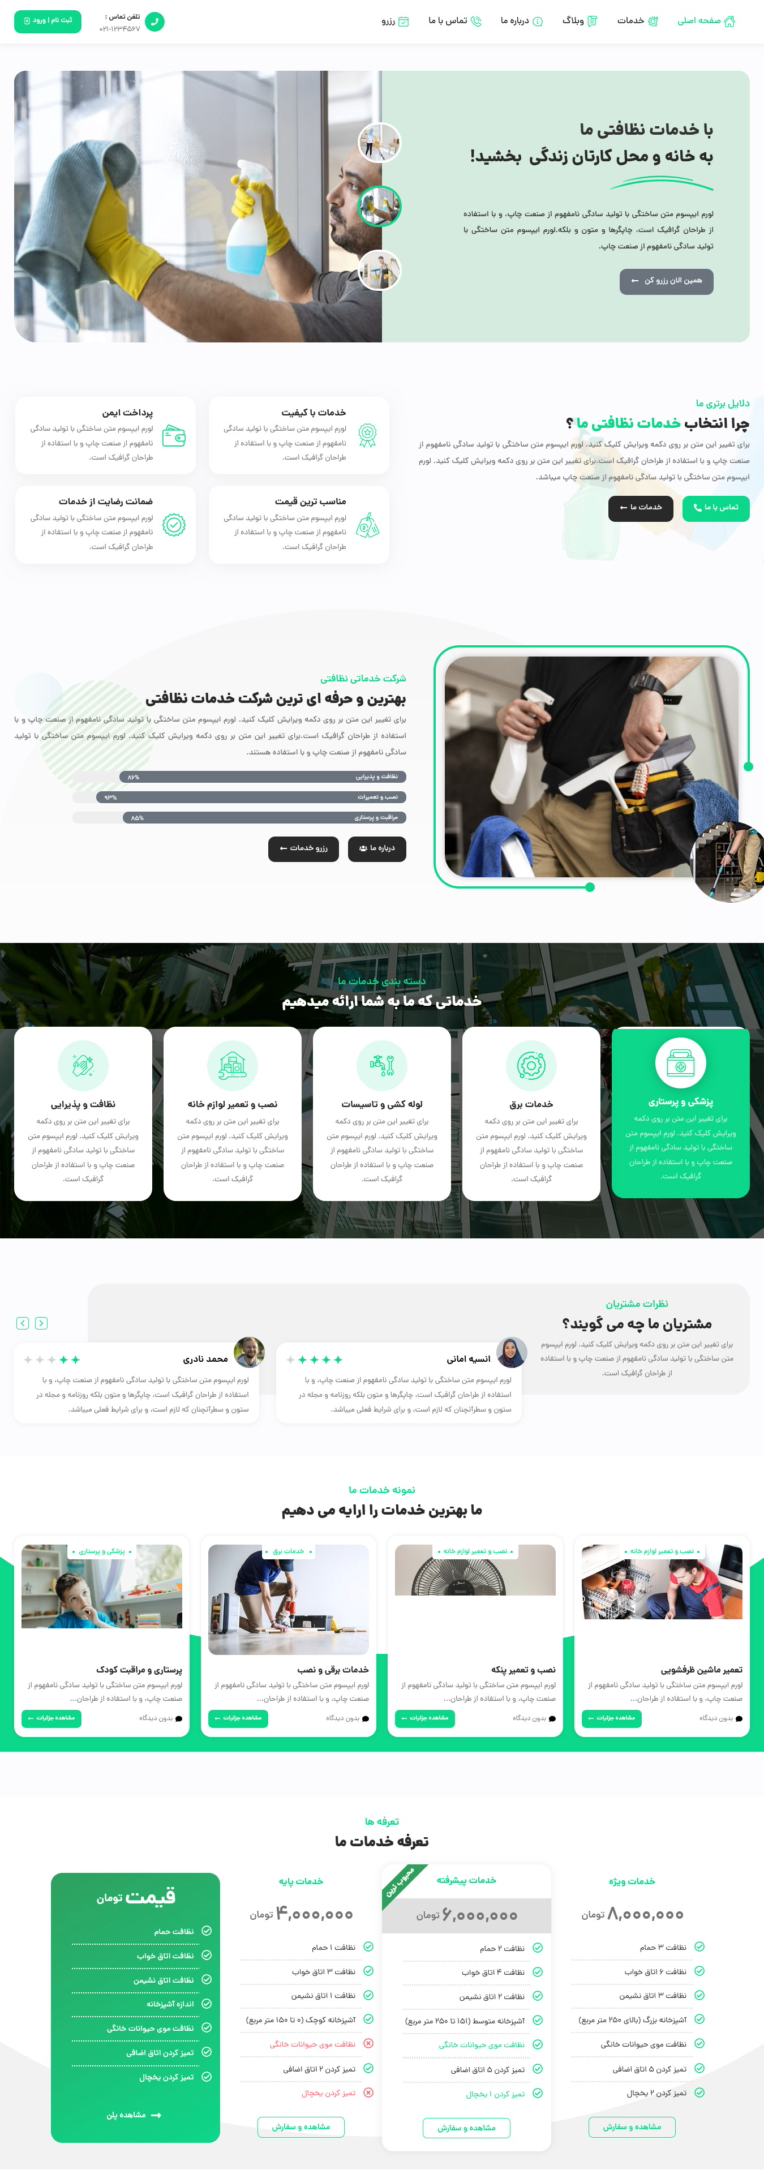 صفحه اصلی
خدمات
وبلاگ
درباره ما
تماس با ما
رزرو
تلفن تماس :
۰۲۱-۱۲۳۴۵۶۷
ثبت نام | ورود
با خدمات نظافتی ما
به خانه و محل کارتان زندگی بخشید!
لورم ایپسوم متن ساختگی با تولید سادگی نامفهوم از صنعت چاپ، و با استفاده
از طراحان گرافیک است، چاپگرها و متون و بلکه.لورم ایپسوم متن ساختگی با
تولید سادگی نامفهوم از صنعت چاپ،
همین الان رزرو کن
دلایل برتری ما
چرا انتخاب خدمات نظافتی ما ؟
برای تغییر این متن بر روی دکمه ویرایش کلیک کنید. لورم ایپسوم متن ساختگی با تولید سادگی نامفهوم از
صنعت چاپ و با استفاده از طراحان گرافیک است.برای تغییر این متن بر روی دکمه ویرایش کلیک کنید. لورم
ایپسوم متن ساختگی با تولید سادگی نامفهوم از صنعت چاپ میباشد.
تماس با ما
خدمات ما
خدمات با کیفیت
لورم ایپسوم متن ساختگی با تولید سادگی
نامفهوم از صنعت چاپ و با استفاده از
طراحان گرافیک است.
پرداخت ایمن
لورم ایپسوم متن ساختگی با تولید سادگی
نامفهوم از صنعت چاپ و با استفاده از
طراحان گرافیک است.
مناسب ترین قیمت
لورم ایپسوم متن ساختگی با تولید سادگی
نامفهوم از صنعت چاپ و با استفاده از
طراحان گرافیک است.
ضمانت رضایت از خدمات
لورم ایپسوم متن ساختگی با تولید سادگی
نامفهوم از صنعت چاپ و با استفاده از
طراحان گرافیک است.
شرکت خدماتی نظافتی
بهترین و حرفه ای ترین شرکت خدمات نظافتی
برای تغییر این متن بر روی دکمه ویرایش کلیک کنید. لورم ایپسوم متن ساختگی با تولید سادگی نامفهوم از صنعت چاپ و با
استفاده از طراحان گرافیک است.برای تغییر این متن بر روی دکمه ویرایش کلیک کنید. لورم ایپسوم متن ساختگی با تولید
سادگی نامفهوم از صنعت چاپ و با استفاده هستند.
نظافت و پذیرایی ۸۶%
نصب و تعمیرات ۹۳%
مراقبت و پرستاری ۸۵%
درباره ما
رزرو خدمات
دسته بندی خدمات ما
خدماتی که ما به شما ارائه میدهیم
پزشکی و پرستاری
برای تغییر این متن بر روی دکمه
ویرایش کلیک کنید. لورم ایپسوم متن
ساختگی با تولید سادگی نامفهوم از
صنعت چاپ و با استفاده از طراحان
گرافیک است.
خدمات برق
برای تغییر این متن بر روی دکمه
ویرایش کلیک کنید. لورم ایپسوم متن
ساختگی با تولید سادگی نامفهوم از
صنعت چاپ و با استفاده از طراحان
گرافیک است.
لوله کشی و تاسیسات
برای تغییر این متن بر روی دکمه
ویرایش کلیک کنید. لورم ایپسوم متن
ساختگی با تولید سادگی نامفهوم از
صنعت چاپ و با استفاده از طراحان
گرافیک است.
نصب و تعمیر لوازم خانه
برای تغییر این متن بر روی دکمه
ویرایش کلیک کنید. لورم ایپسوم متن
ساختگی با تولید سادگی نامفهوم از
صنعت چاپ و با استفاده از طراحان
گرافیک است.
نظافت و پذیرایی
برای تغییر این متن بر روی دکمه
ویرایش کلیک کنید. لورم ایپسوم متن
ساختگی با تولید سادگی نامفهوم از
صنعت چاپ و با استفاده از طراحان
گرافیک است.
نظرات مشتریان
مشتریان ما چه می گویند؟
برای تغییر این متن بر روی دکمه ویرایش کلیک کنید. لورم ایپسوم
متن ساختگی با تولید سادگی نامفهوم از صنعت چاپ و با استفاده
از طراحان گرافیک است.
انسیه امانی
لورم ایپسوم متن ساختگی با تولید سادگی نامفهوم از صنعت چاپ، و با
استفاده از طراحان گرافیک است، چاپگرها و متون بلکه روزنامه و مجله در
ستون و سطرآنچنان که لازم است، و برای شرایط فعلی میباشد.
محمد نادری
لورم ایپسوم متن ساختگی با تولید سادگی نامفهوم از صنعت چاپ، و با
استفاده از طراحان گرافیک است، چاپگرها و متون بلکه روزنامه و مجله در
ستون و سطرآنچنان که لازم است، و برای شرایط فعلی میباشد.
نمونه خدمات ما
ما بهترین خدمات را ارایه می دهیم
نصب و تعمیر لوازم خانه
تعمیر ماشین ظرفشویی
لورم ایپسوم متن ساختگی با تولید سادگی نامفهوم از
صنعت چاپ، و با استفاده از طراحان...
بدون دیدگاه
مشاهده جزئیات
نصب و تعمیر لوازم خانه
نصب و تعمیر پنکه
لورم ایپسوم متن ساختگی با تولید سادگی نامفهوم از
صنعت چاپ، و با استفاده از طراحان...
بدون دیدگاه
مشاهده جزئیات
خدمات برق
خدمات برقی و نصب
لورم ایپسوم متن ساختگی با تولید سادگی نامفهوم از
صنعت چاپ، و با استفاده از طراحان...
بدون دیدگاه
مشاهده جزئیات
پزشکی و پرستاری
پرستاری و مراقبت کودک
لورم ایپسوم متن ساختگی با تولید سادگی نامفهوم از
صنعت چاپ، و با استفاده از طراحان...
بدون دیدگاه
مشاهده جزئیات
تعرفه ها
تعرفه خدمات ما
خدمات ویژه
۸,۰۰۰,۰۰۰ تومان
نظافت ۳ حمام
نظافت ۶ اتاق خواب
نظافت ۳ اتاق نشیمن
آشپزخانه بزرگ (بالای ۲۵۰ متر مربع)
نظافت موی حیوانات خانگی
تمیز کردن ۵ اتاق اضافی
تمیز کردن ۲ یخچال
مشاهده و سفارش
محبوب ترین
خدمات پیشرفته
۶,۰۰۰,۰۰۰ تومان
نظافت ۲ حمام
نظافت ۴ اتاق خواب
نظافت ۲ اتاق نشیمن
آشپزخانه متوسط (۱۵۱ تا ۲۵۰ متر مربع)
نظافت موی حیوانات خانگی
تمیز کردن ۵ اتاق اضافی
تمیز کردن ۱ یخچال
مشاهده و سفارش
خدمات پایه
۴,۰۰۰,۰۰۰ تومان
نظافت ۱ حمام
نظافت ۳ اتاق خواب
نظافت ۱ اتاق نشیمن
آشپزخانه کوچک (۰ تا ۱۵۰ متر مربع)
نظافت موی حیوانات خانگی
تمیز کردن ۲ اتاق اضافی
تمیز کردن یخچال
مشاهده و سفارش
قیمت تومان
نظافت حمام
نظافت اتاق خواب
نظافت اتاق نشیمن
اندازه آشپزخانه
نظافت موی حیوانات خانگی
تمیز کردن اتاق اضافی
تمیز کردن یخچال
مشاهده پلن